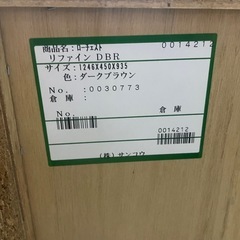 商品名:ローチェスト 0014212
リファイン DBR
サイズ:1246X450X935
色:ダークブラウン
No. :0030773
倉庫:
倉庫
No.
0014212
(株)サンコウ